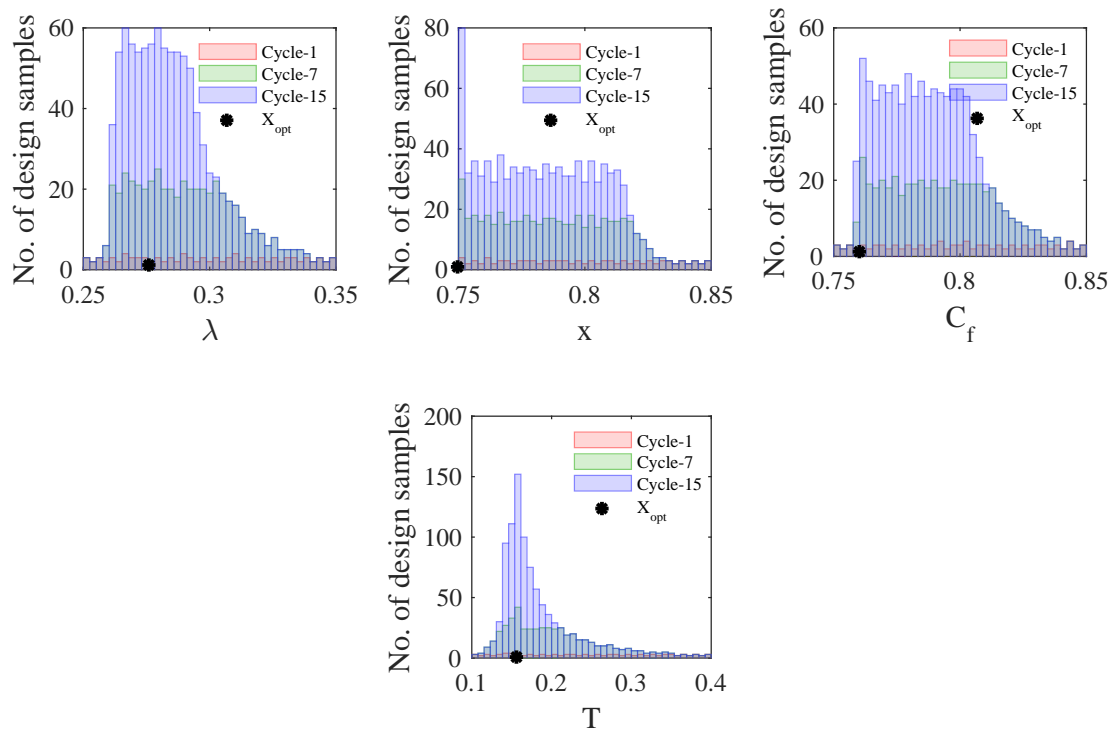 No. of design samples
60
40
20
0
0.25
0.3
0.35
λ
Cycle-1
Cycle-7
Cycle-15
X_opt
No. of design samples
80
60
40
20
0
0.75
0.8
0.85
x
Cycle-1
Cycle-7
Cycle-15
X_opt
No. of design samples
60
40
20
0
0.75
0.8
0.85
C_f
Cycle-1
Cycle-7
Cycle-15
X_opt
No. of design samples
200
150
100
50
0
0.1
0.2
0.3
0.4
T
Cycle-1
Cycle-7
Cycle-15
X_opt